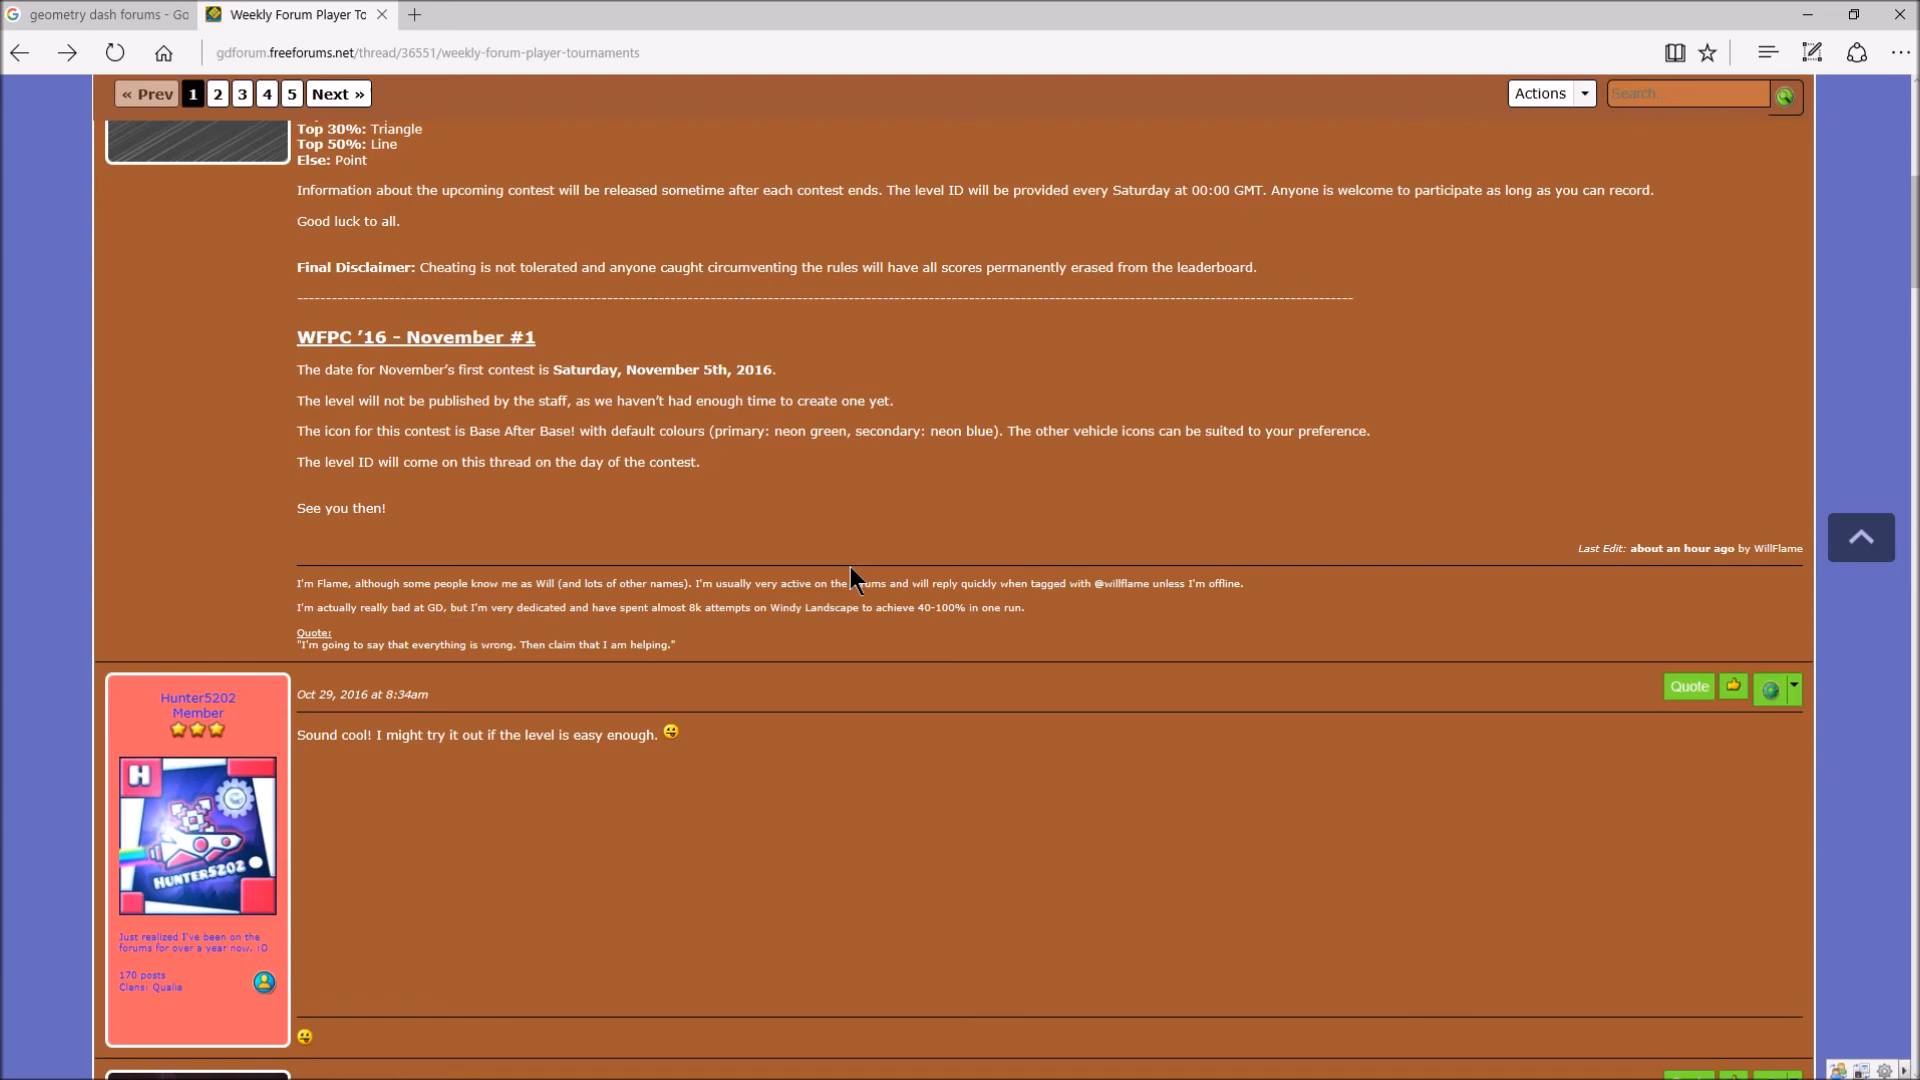 geometry dash forums - Go
Weekly Forum Player To
gdforum.freeforums.net/thread/36551/weekly-forum-player-tournaments
« Prev 1 2 3 4 5 Next »
Actions
Search...
Top 30%: Triangle
Top 50%: Line
Else: Point
Information about the upcoming contest will be released sometime after each contest ends. The level ID will be provided every Saturday at 00:00 GMT. Anyone is welcome to participate as long as you can record.
Good luck to all.
Final Disclaimer: Cheating is not tolerated and anyone caught circumventing the rules will have all scores permanently erased from the leaderboard.
WFPC ’16 - November #1
The date for November’s first contest is Saturday, November 5th, 2016.
The level will not be published by the staff, as we haven’t had enough time to create one yet.
The icon for this contest is Base After Base! with default colours (primary: neon green, secondary: neon blue). The other vehicle icons can be suited to your preference.
The level ID will come on this thread on the day of the contest.
See you then!
Last Edit: about an hour ago by WillFlame
I'm Flame, although some people know me as Will (and lots of other names). I'm usually very active on the and will reply quickly when tagged with @willflame unless I'm offline.
I'm actually really bad at GD, but I'm very dedicated and have spent almost 8k attempts on Windy Landscape to achieve 40-100% in one run.
Quote:
"I'm going to say that everything is wrong. Then claim that I am helping."
Hunter5202
Member
Oct 29, 2016 at 8:34am
Quote
Sound cool! I might try it out if the level is easy enough.
H
HUNTER5202
Just realized I've been on the
forums for over a year now. :O
170 posts
Clans: Qualia